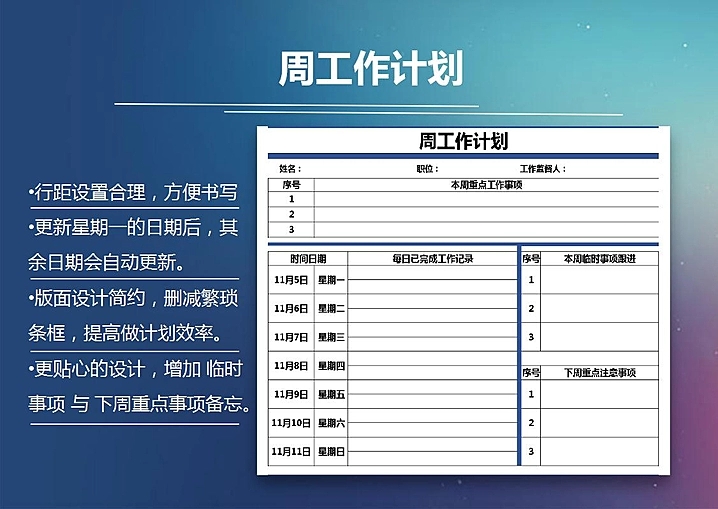 周工作计划
•行距设置合理，方便书写
•更新星期一的日期后，其
余日期会自动更新。
•版面设计简约，删减繁琐
条框，提高做计划效率。
•更贴心的设计，增加 临时
事项 与 下周重点事项备忘。
周工作计划
姓名： 职位： 工作监督人：
序号 本周重点工作事项
1
2
3
时间日期 每日已完成工作记录 序号 本周临时事项跟进
11月5日 星期一 1
11月6日 星期二 2
11月7日 星期三 3
11月8日 星期四 序号 下周重点注意事项
11月9日 星期五 1
11月10日 星期六 2
11月11日 星期日 3